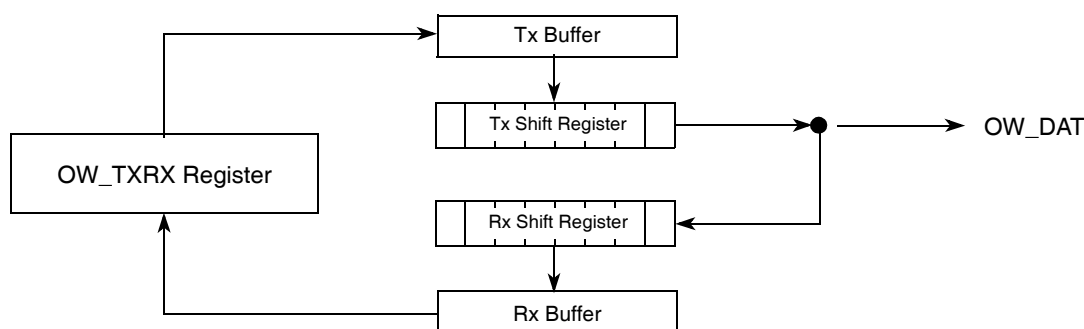 Tx Buffer
Tx Shift Register
OW_DAT
OW_TXRX Register
Rx Shift Register
Rx Buffer